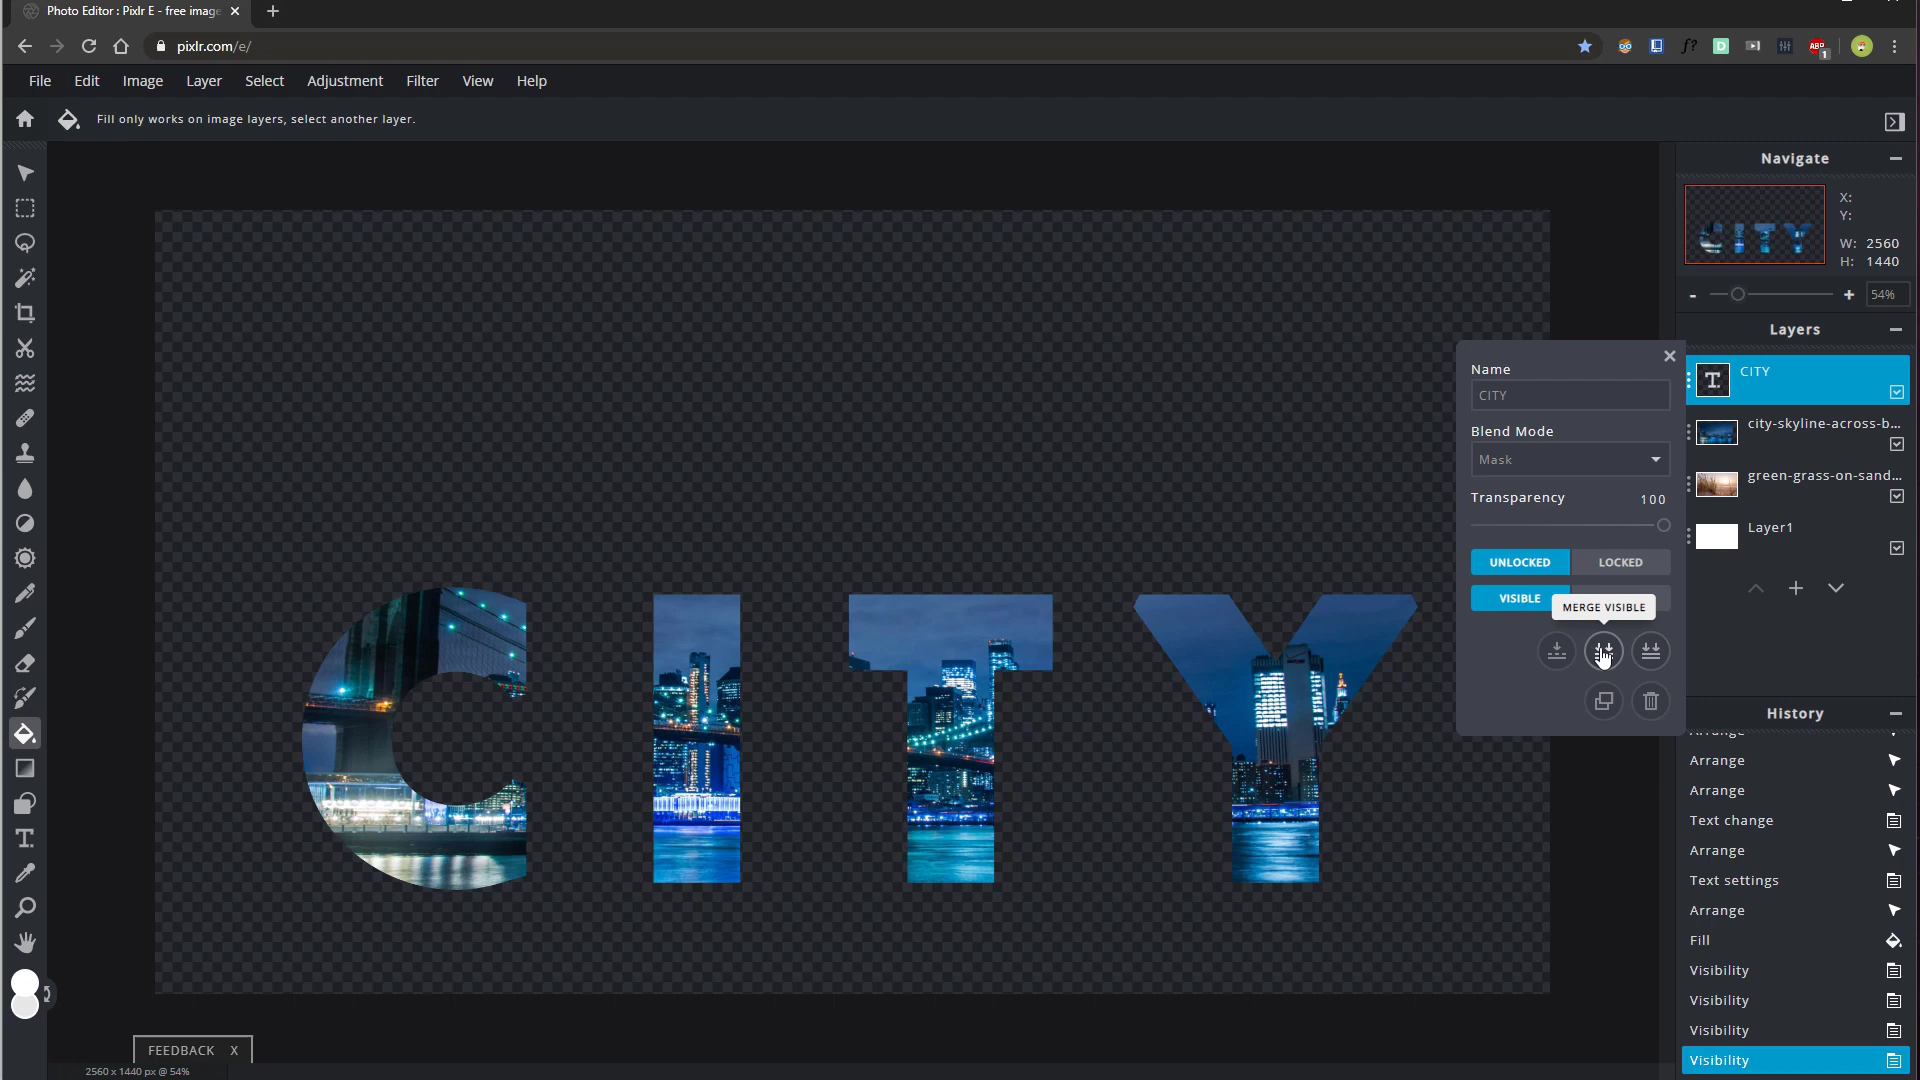 Photo Editor : Pixlr E - free image
pixlr.com/e/
ABP
1
File Edit Image Layer Select Adjustment Filter View Help
Fill only works on image layers, select another layer.
Navigate
X:
Y:
W: 2560
H: 1440
- + 54%
Layers
CITY
city-skyline-across-b...
green-grass-on-sand...
Layer1
Name
CITY
Blend Mode
Mask
Transparency 100
UNLOCKED LOCKED
VISIBLE
MERGE VISIBLE
CITY
History
Arrange
Arrange
Arrange
Text change
Arrange
Text settings
Arrange
Fill
Visibility
Visibility
Visibility
Visibility
FEEDBACK X
2560 x 1440 px @ 54%